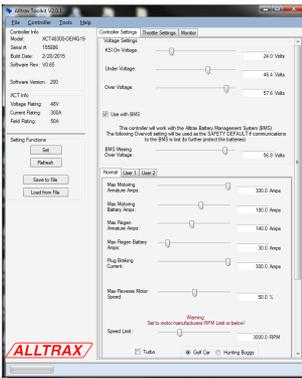 Alltrax Toolkit V2.0.1
File Controller Tools Help
Controller Info
Model: XCT48300-OEMG19
Serial #: 155886
Build Date: 2/20/2015
Software Rev: V0.65
Software Version: 200
XCT Info
Voltage Rating: 48V
Current Rating: 300A
Field Rating: 50A
Setting Functions
Set
Refresh
Save to File
Load from File
ALLTRAX
Controller Settings Throttle Settings Monitor
Voltage Settings
KSI On Voltage: 24.0 Volts
Under Voltage: 46.4 Volts
Over Voltage: 57.6 Volts
Use with BMS
This controller will work with the Alltrax Battery Management System (BMS)
The following Overvolt setting will be used as the SAFETY DEFAULT if communications
to the BMS is lost (to further protect the batteries)
BMS Missing
Over Voltage: 56.8 Volts
Normal User 1 User 2
Max Motoring
Armature Amps: 300.0 Amps
Max Motoring
Battery Amps: 180.0 Amps
Max Regen
Armature Amps: 140.0 Amps
Max Regen Battery
Amps: 30.0 Amps
Plug Braking
Current: 300.0 Amps
Max Reverse Motor
Speed 50.0 %
Warning:
Set to motor manufactures RPM Limit or below!
Speed Limit: 3000.0 RPM
Turbo Golf Car Hunting Buggy